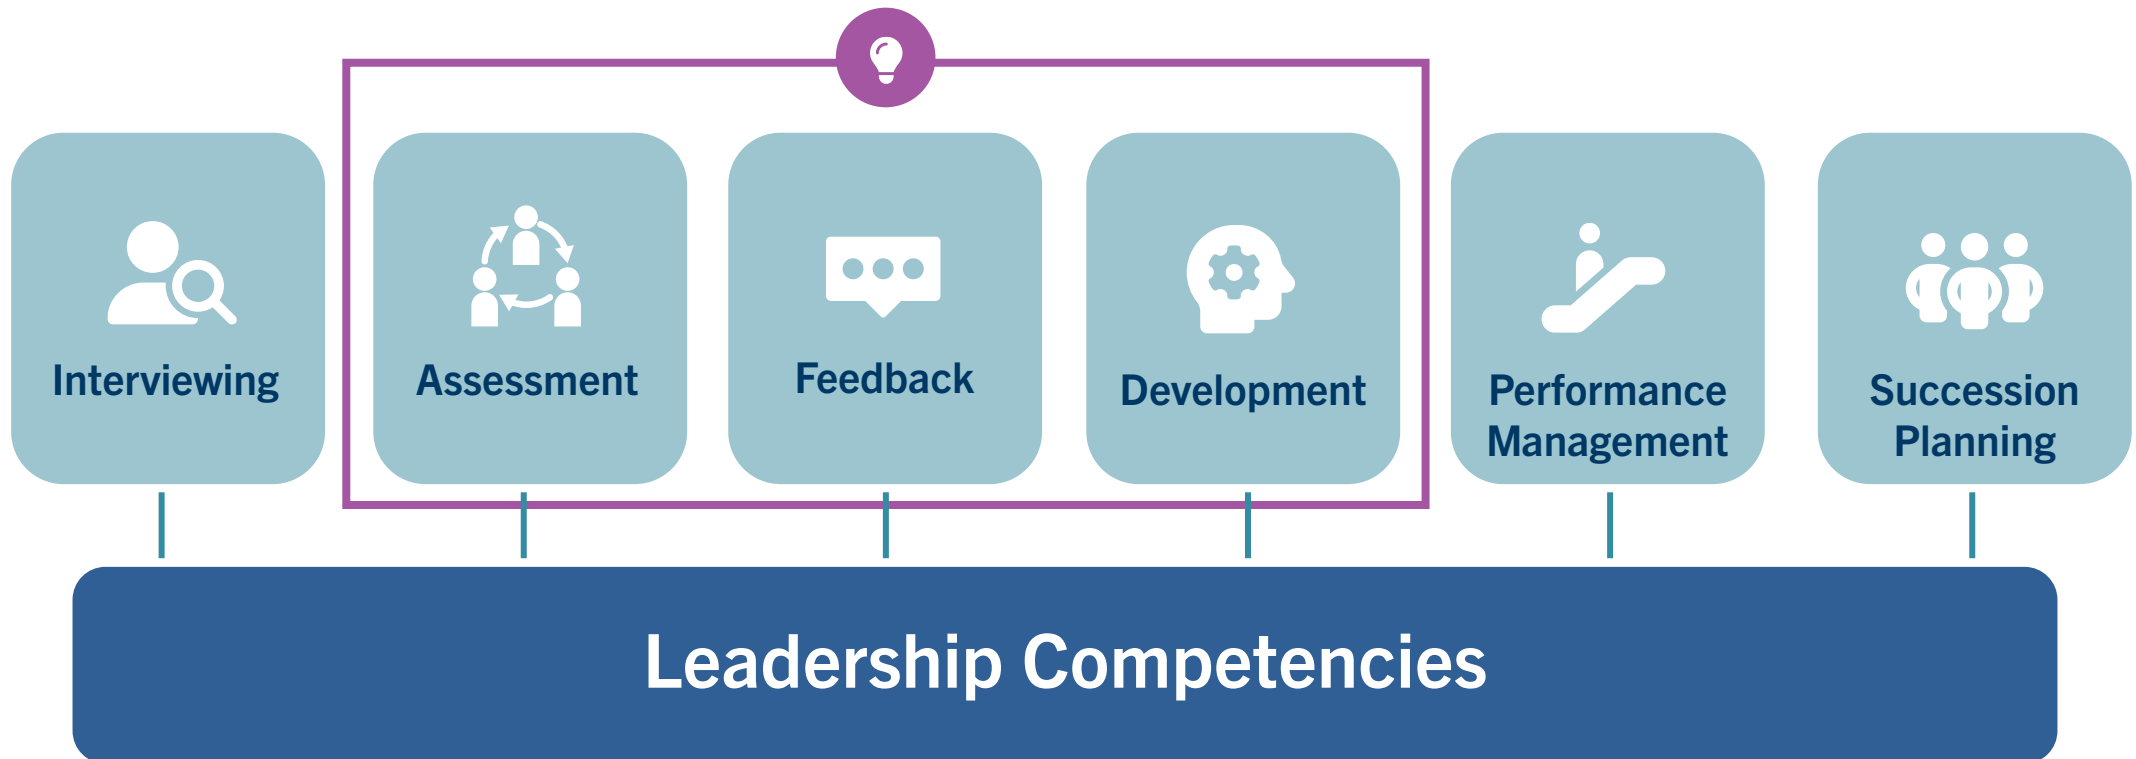 Interviewing
Assessment
Feedback
Development
Performance
Management
Succession
Planning
Leadership Competencies